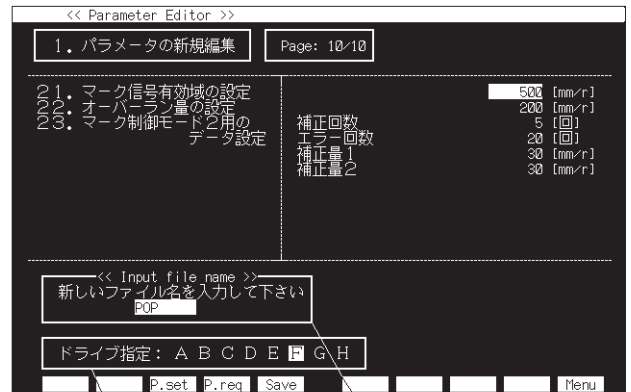 << Parameter Editor >>
1. パラメータの新規編集
Page: 10/10
21. マーク信号有効域の設定 500 [mm/r]
22. オーバーラン量の設定 200 [mm/r]
23. マーク制御モード2用の 補正回数 5 [回]
データ設定 エラー回数 20 [回]
補正量1 30 [mm/r]
補正量2 30 [mm/r]
<< Input file name >>
新しいファイル名を入力して下さい
POP
ドライブ指定: A B C D E F G H
P.set P.req Save Menu